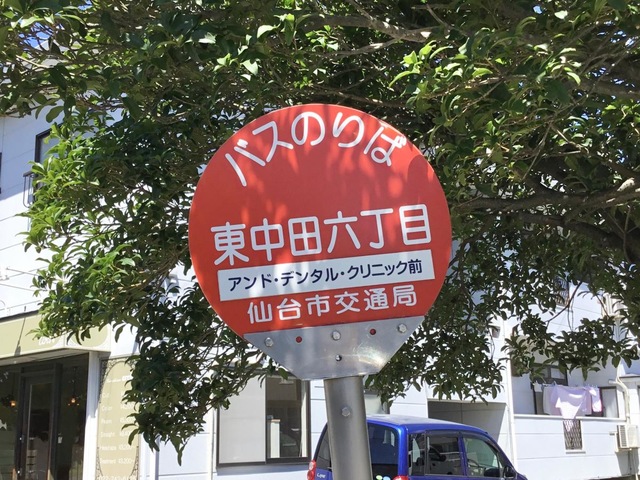 バスのりば
東中田六丁目
アンド・デンタル・クリニック前
仙台市交通局